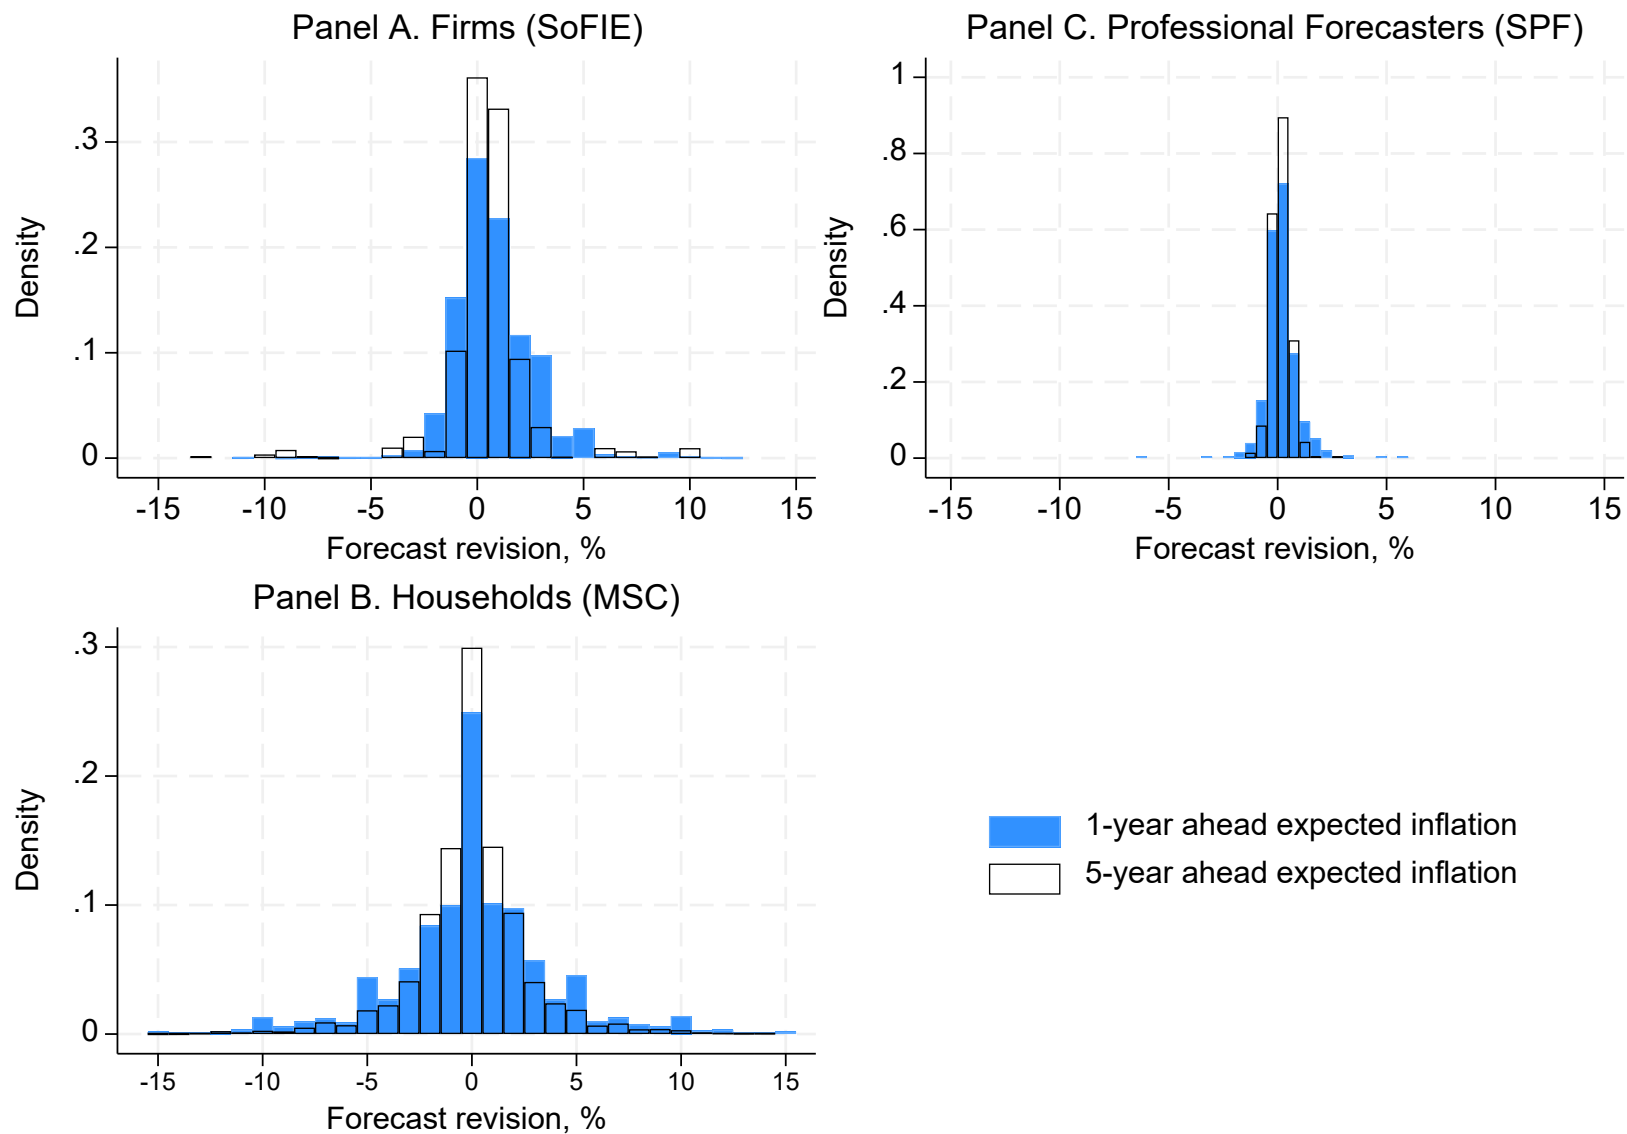 Panel A. Firms (SoFIE)
Density
.3
.2
.1
0
-15 -10 -5 0 5 10 15
Forecast revision, %
Panel C. Professional Forecasters (SPF)
Density
1
.8
.6
.4
.2
0
-15 -10 -5 0 5 10 15
Forecast revision, %
Panel B. Households (MSC)
Density
.3
.2
.1
0
-15 -10 -5 0 5 10 15
Forecast revision, %
1-year ahead expected inflation
5-year ahead expected inflation